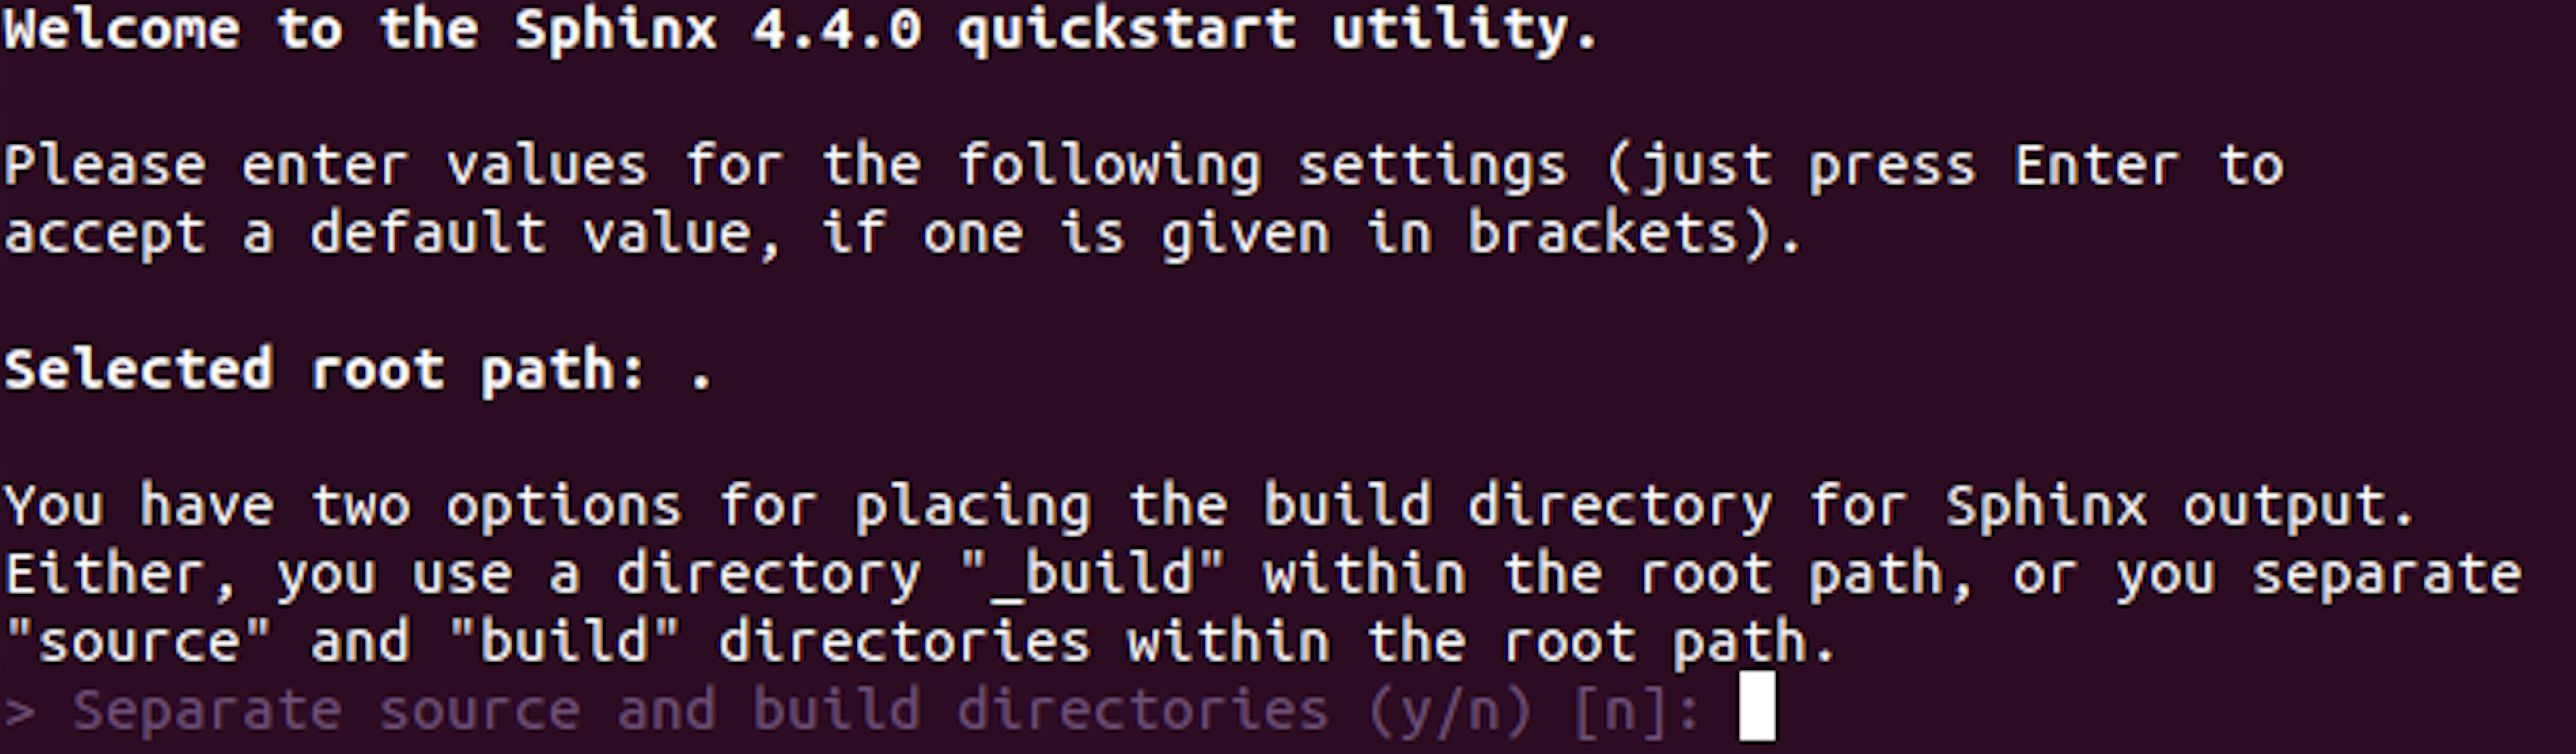 Welcome to the Sphinx 4.4.0 quickstart utility.
Please enter values for the following settings (just press Enter to
accept a default value, if one is given in brackets).
Selected root path: .
You have two options for placing the build directory for Sphinx output.
Either, you use a directory "_build" within the root path, or you separate
"source" and "build" directories within the root path.
> Separate source and build directories (y/n) [n]: